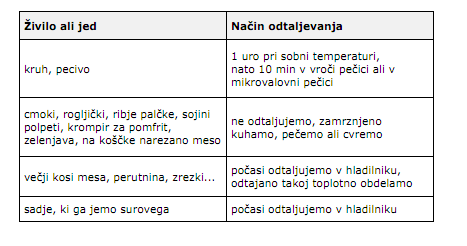 Živilo ali jed
Način odtaljevanja
kruh, pecivo
1 uro pri sobni temperaturi,
nato 10 min v vroči pečici ali v
mikrovalovni pečici
cmoki, rogljički, ribje palčke, sojini
polpeti, krompir za pomfrit,
zelenjava, na koščke narezano meso
ne odtaljujemo, zamrznjeno
kuhamo, pečemo ali cvremo
večji kosi mesa, perutnina, zrezki...
počasi odtaljujemo v hladilniku,
odtajano takoj toplotno obdelamo
sadje, ki ga jemo surovega
počasi odtaljujemo v hladilniku